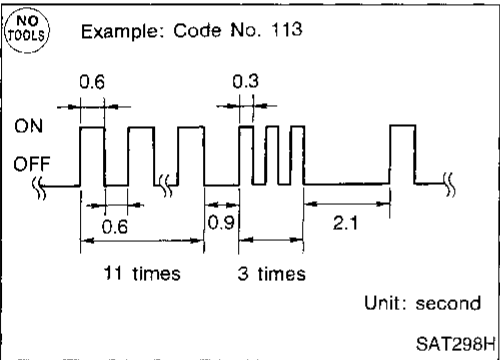 NO
TOOLS
Example: Code No. 113
0.6
0.3
ON
OFF
0.6
0.9
2.1
11 times
3 times
Unit: second
SAT298H